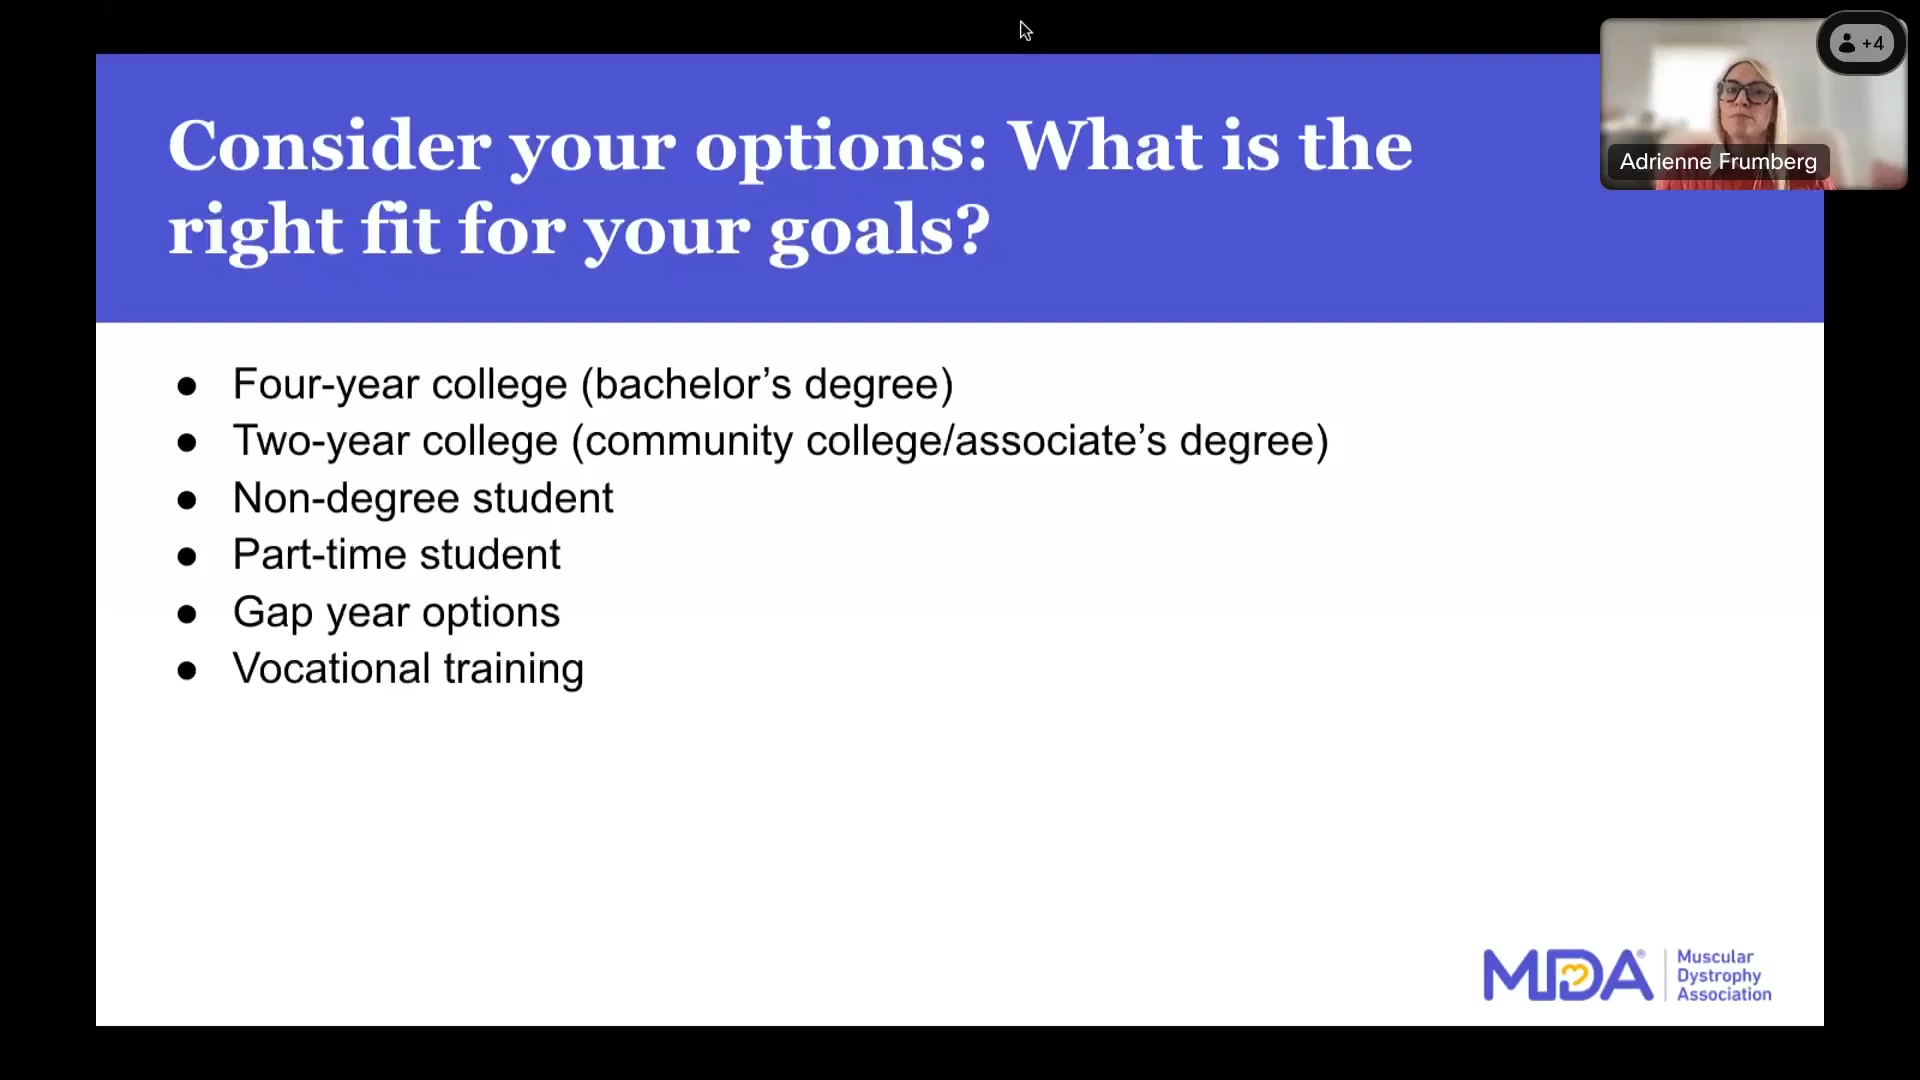 +4
Adrienne Frumberg
Consider your options: What is the
right fit for your goals?
● Four-year college (bachelor’s degree)
● Two-year college (community college/associate’s degree)
● Non-degree student
● Part-time student
● Gap year options
● Vocational training
MDA®
Muscular
Dystrophy
Association